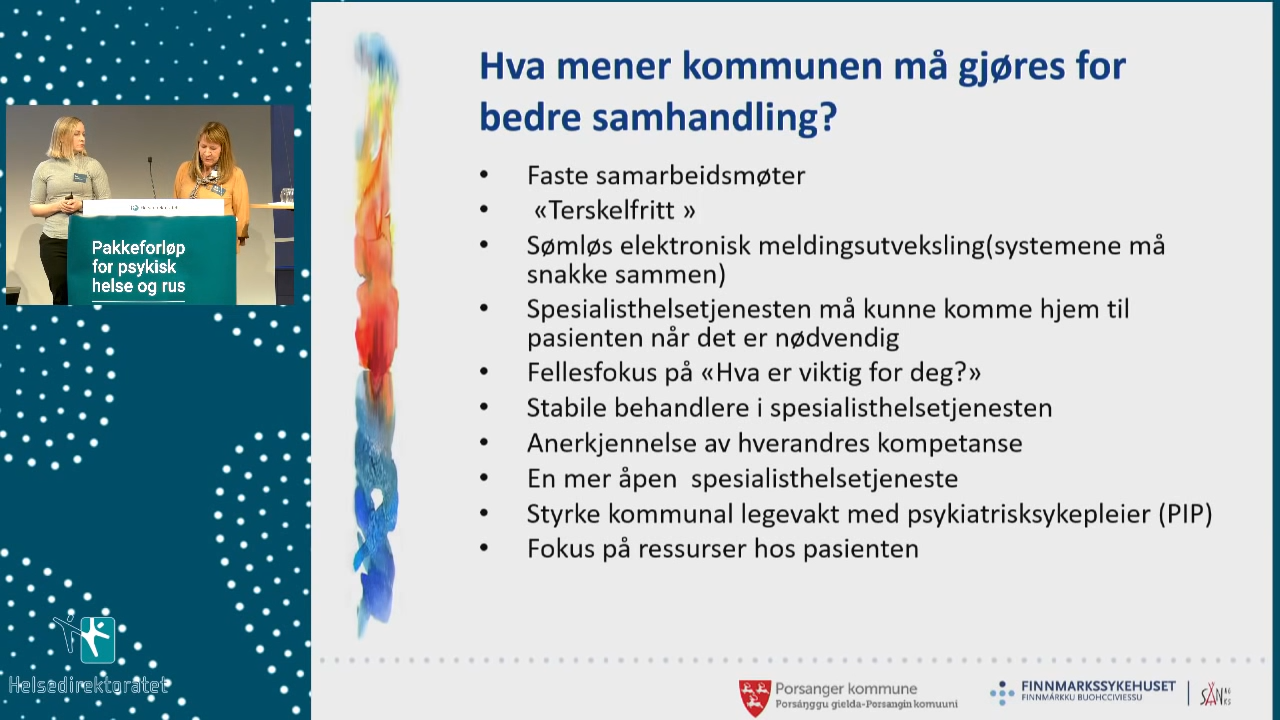 Hva mener kommunen må gjøres for
bedre samhandling?
• Faste samarbeidsmøter
• «Terskelfritt »
• Sømløs elektronisk meldingsutveksling(systemene må
snakke sammen)
• Spesialisthelsetjenesten må kunne komme hjem til
pasienten når det er nødvendig
• Fellesfokus på «Hva er viktig for deg?»
• Stabile behandlere i spesialisthelsetjenesten
• Anerkjennelse av hverandres kompetanse
• En mer åpen spesialisthelsetjeneste
• Styrke kommunal legevakt med psykiatrisksykepleier (PIP)
• Fokus på ressurser hos pasienten
Pakkeforløp
for psykisk
helse og rus
Helsedirektoratet
Porsanger kommune
Porsáŋggu gielda-Porsangin komuuni
FINNMARKSSYKEHUSET
FINNMÁRKKU BUOHCCIVIESSU